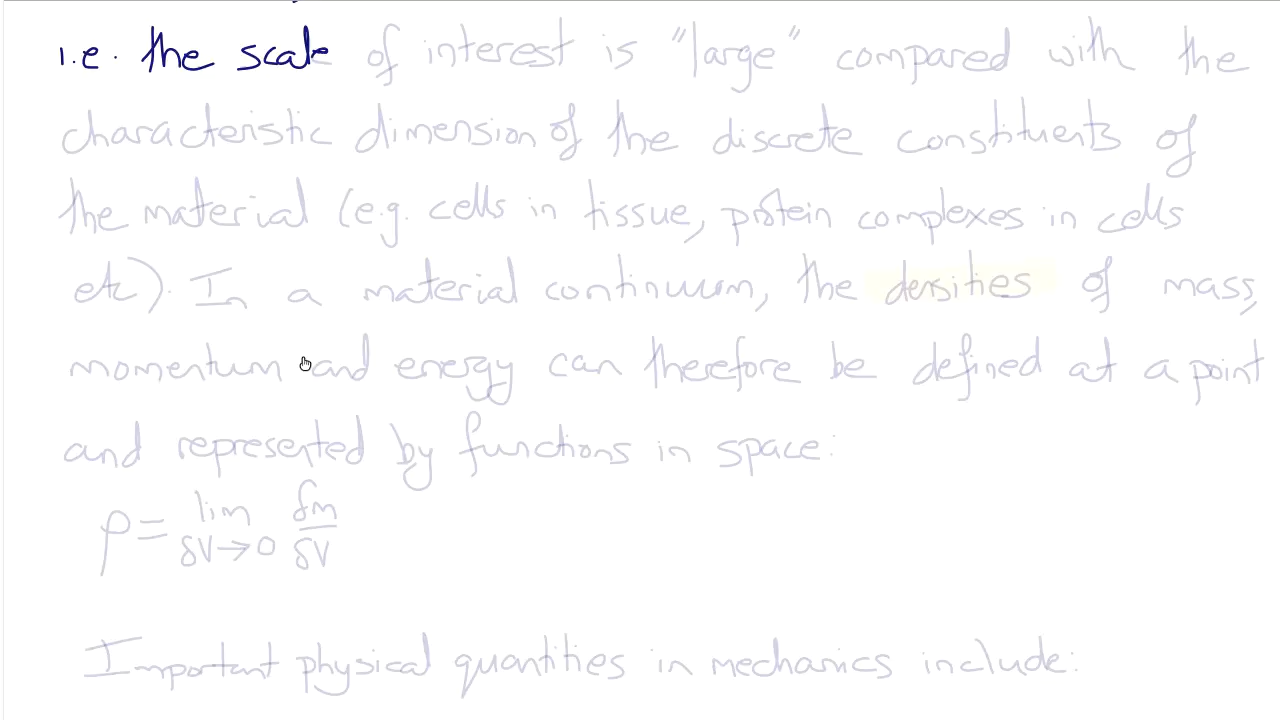 i.e. the scale of interest is "large" compared with the
characteristic dimension of the discrete constituents of
the material (e.g. cells in tissue, protein complexes in cells
etc). In a material continuum, the densities of mass,
momentum and energy can therefore be defined at a point
and represented by functions in space:
ρ = lim δV→0 δm/δV
Important physical quantities in mechanics include: